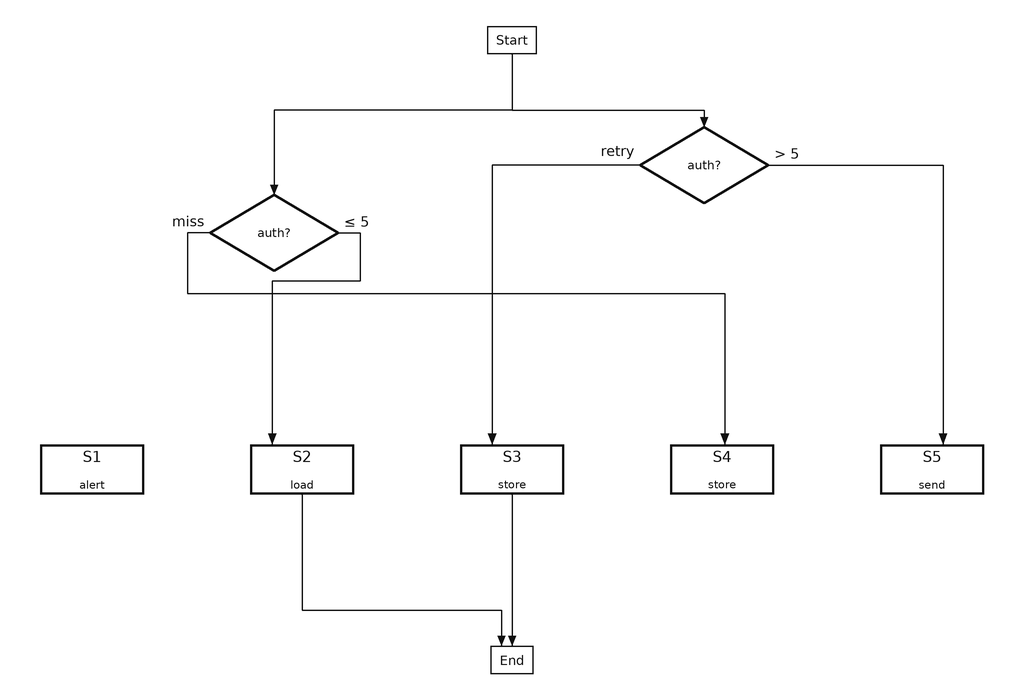 Start
retry
auth?
> 5
miss
auth?
≤ 5
S1
alert
S2
load
S3
store
S4
store
S5
send
End